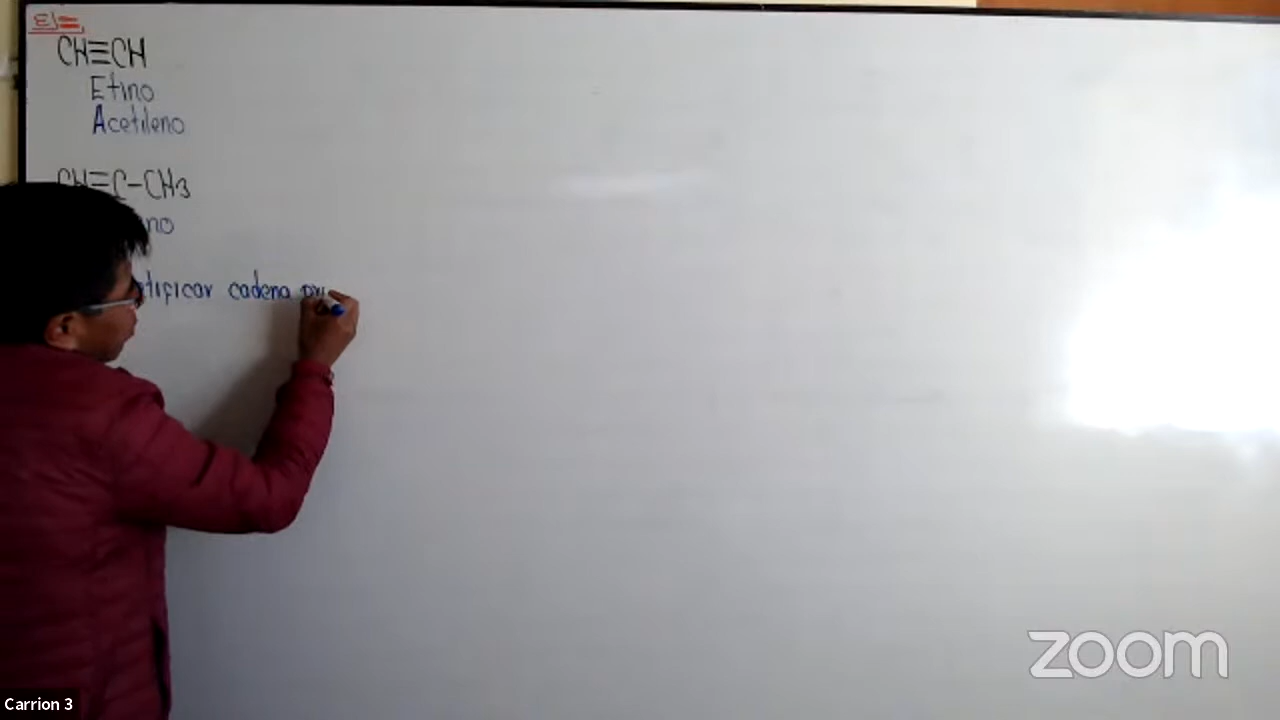 Ej=
CH≡CH
Etino
Acetileno
CH≡C-CH3
cadena
zoom
Carrion 3